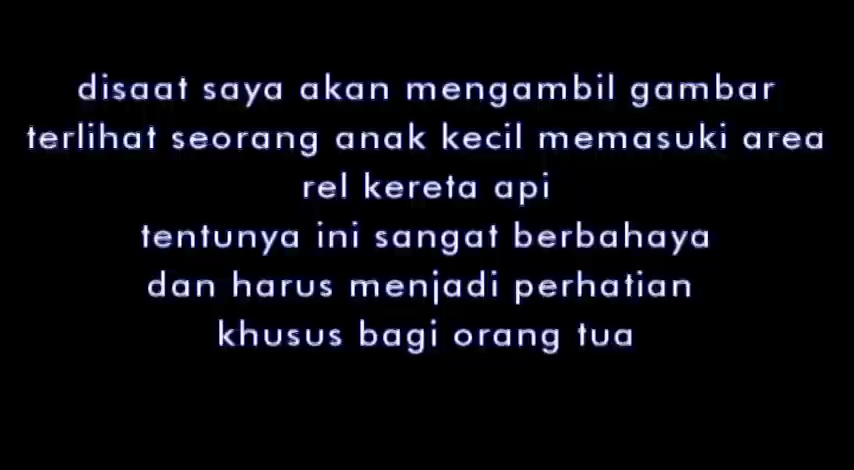 disaat saya akan mengambil gambar
terlihat seorang anak kecil memasuki area
rel kereta api
tentunya ini sangat berbahaya
dan harus menjadi perhatian
khusus bagi orang tua